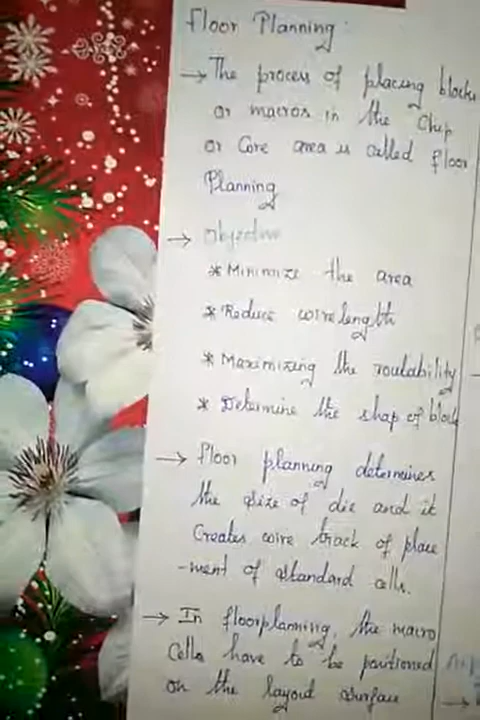 Floor Planning:
→ The process of placing blocks
or macros in the chip
or Core area is called floor
Planning
→ Objective
* Minimize the area
* Reduce wire length
* Maximizing the routability
* Determine the shap of block
→ Floor planning determines
the size of die and it
Creates wire track of place
-ment of standard cells.
→ In floorplanning, the macro
Cells have to be positioned
on the layout surface